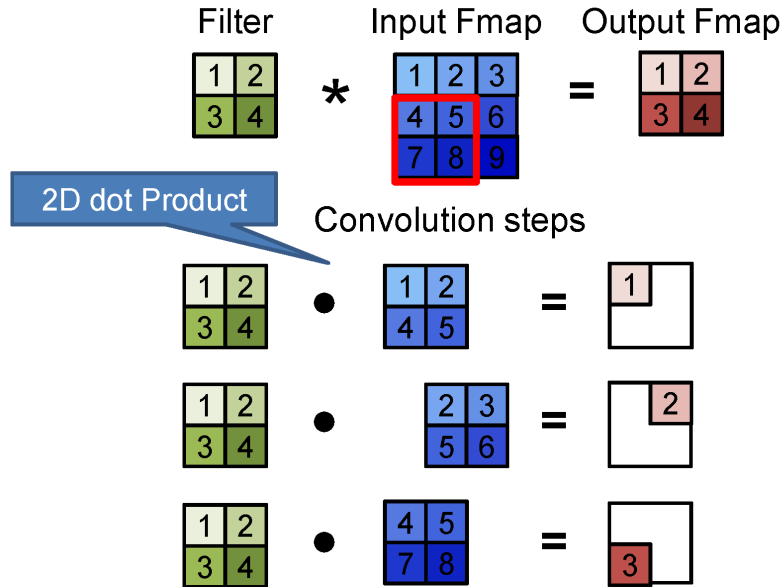 Filter Input Fmap Output Fmap
1 2 * 1 2 3 = 1 2
3 4 4 5 6 3 4
7 8 9
2D dot Product
Convolution steps
1 2 • 1 2 = 1
3 4 4 5
1 2 • 2 3 = 2
3 4 5 6
1 2 • 4 5 =
3 4 7 8 3